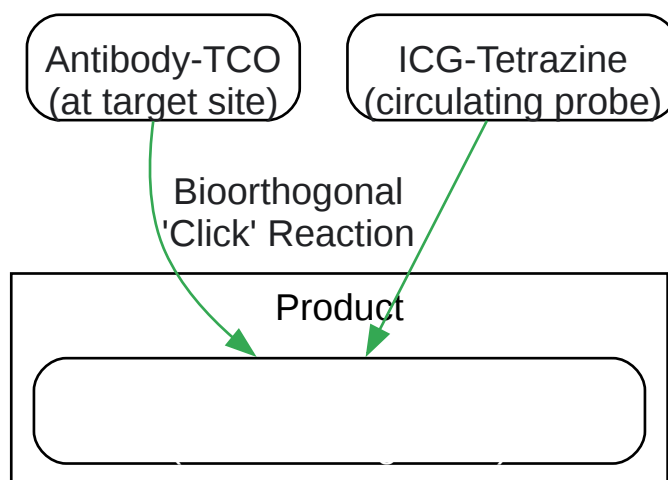 Antibody-TCO
(at target site)
ICG-Tetrazine
(circulating probe)
Bioorthogonal
'Click' Reaction
Product